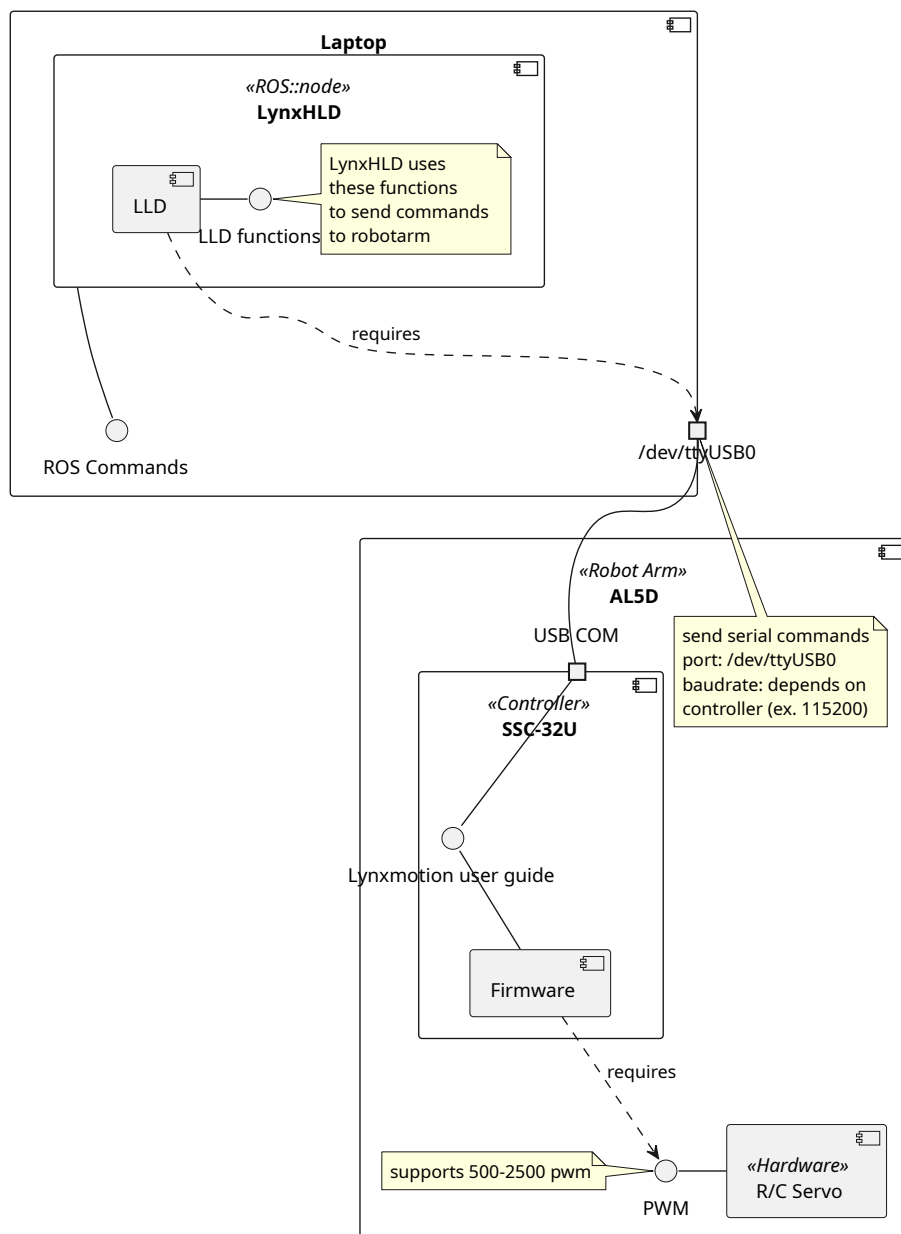 Laptop
«ROS::node»
LynxHLD
LynxHLD uses
these functions
to send commands
to robotarm
LLD
LLD functions
requires
ROS Commands
/dev/ttyUSB0
«Robot Arm»
AL5D
USB COM
send serial commands
port: /dev/ttyUSB0
baudrate: depends on
controller (ex. 115200)
«Controller»
SSC-32U
Lynxmotion user guide
Firmware
requires
supports 500-2500 pwm
PWM
«Hardware»
R/C Servo